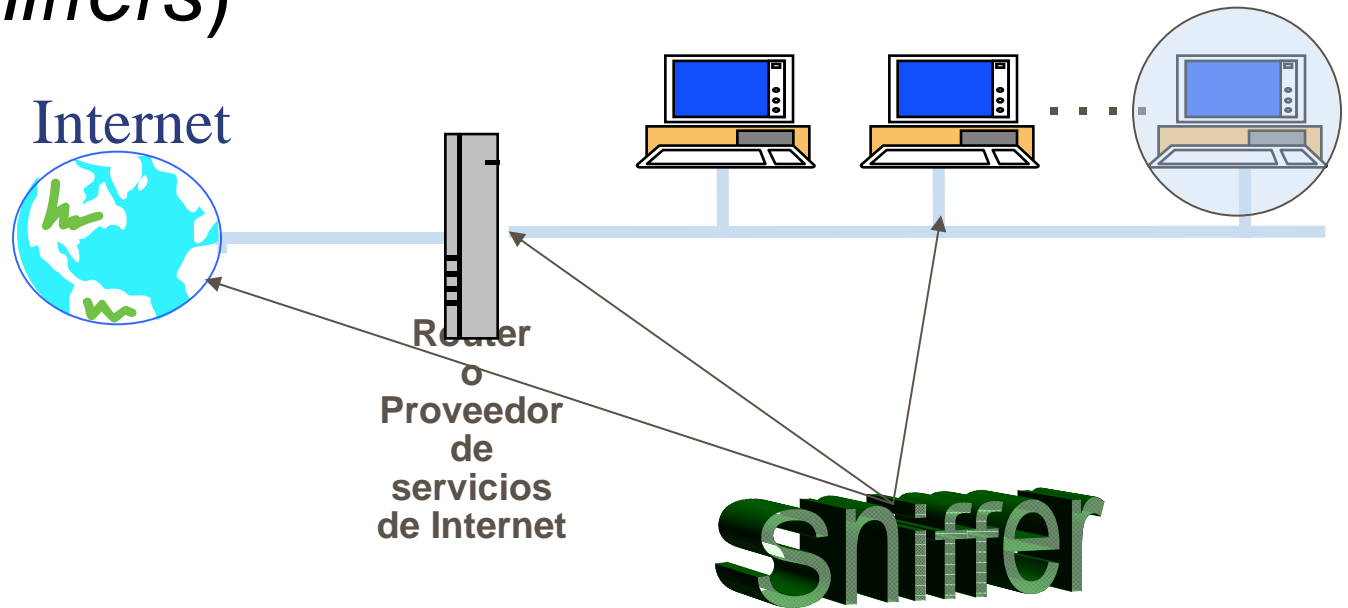 Internet
Router
o
Proveedor
de
servicios
de Internet
sniffer